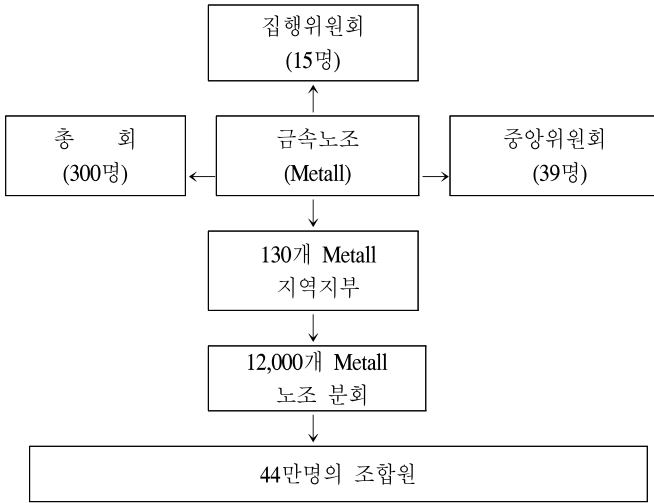 집행위원회
(15명)
총 회
(300명)
금속노조
(Metall)
중앙위원회
(39명)
130개 Metall
지역지부
12,000개 Metall
노조 분회
44만명의 조합원